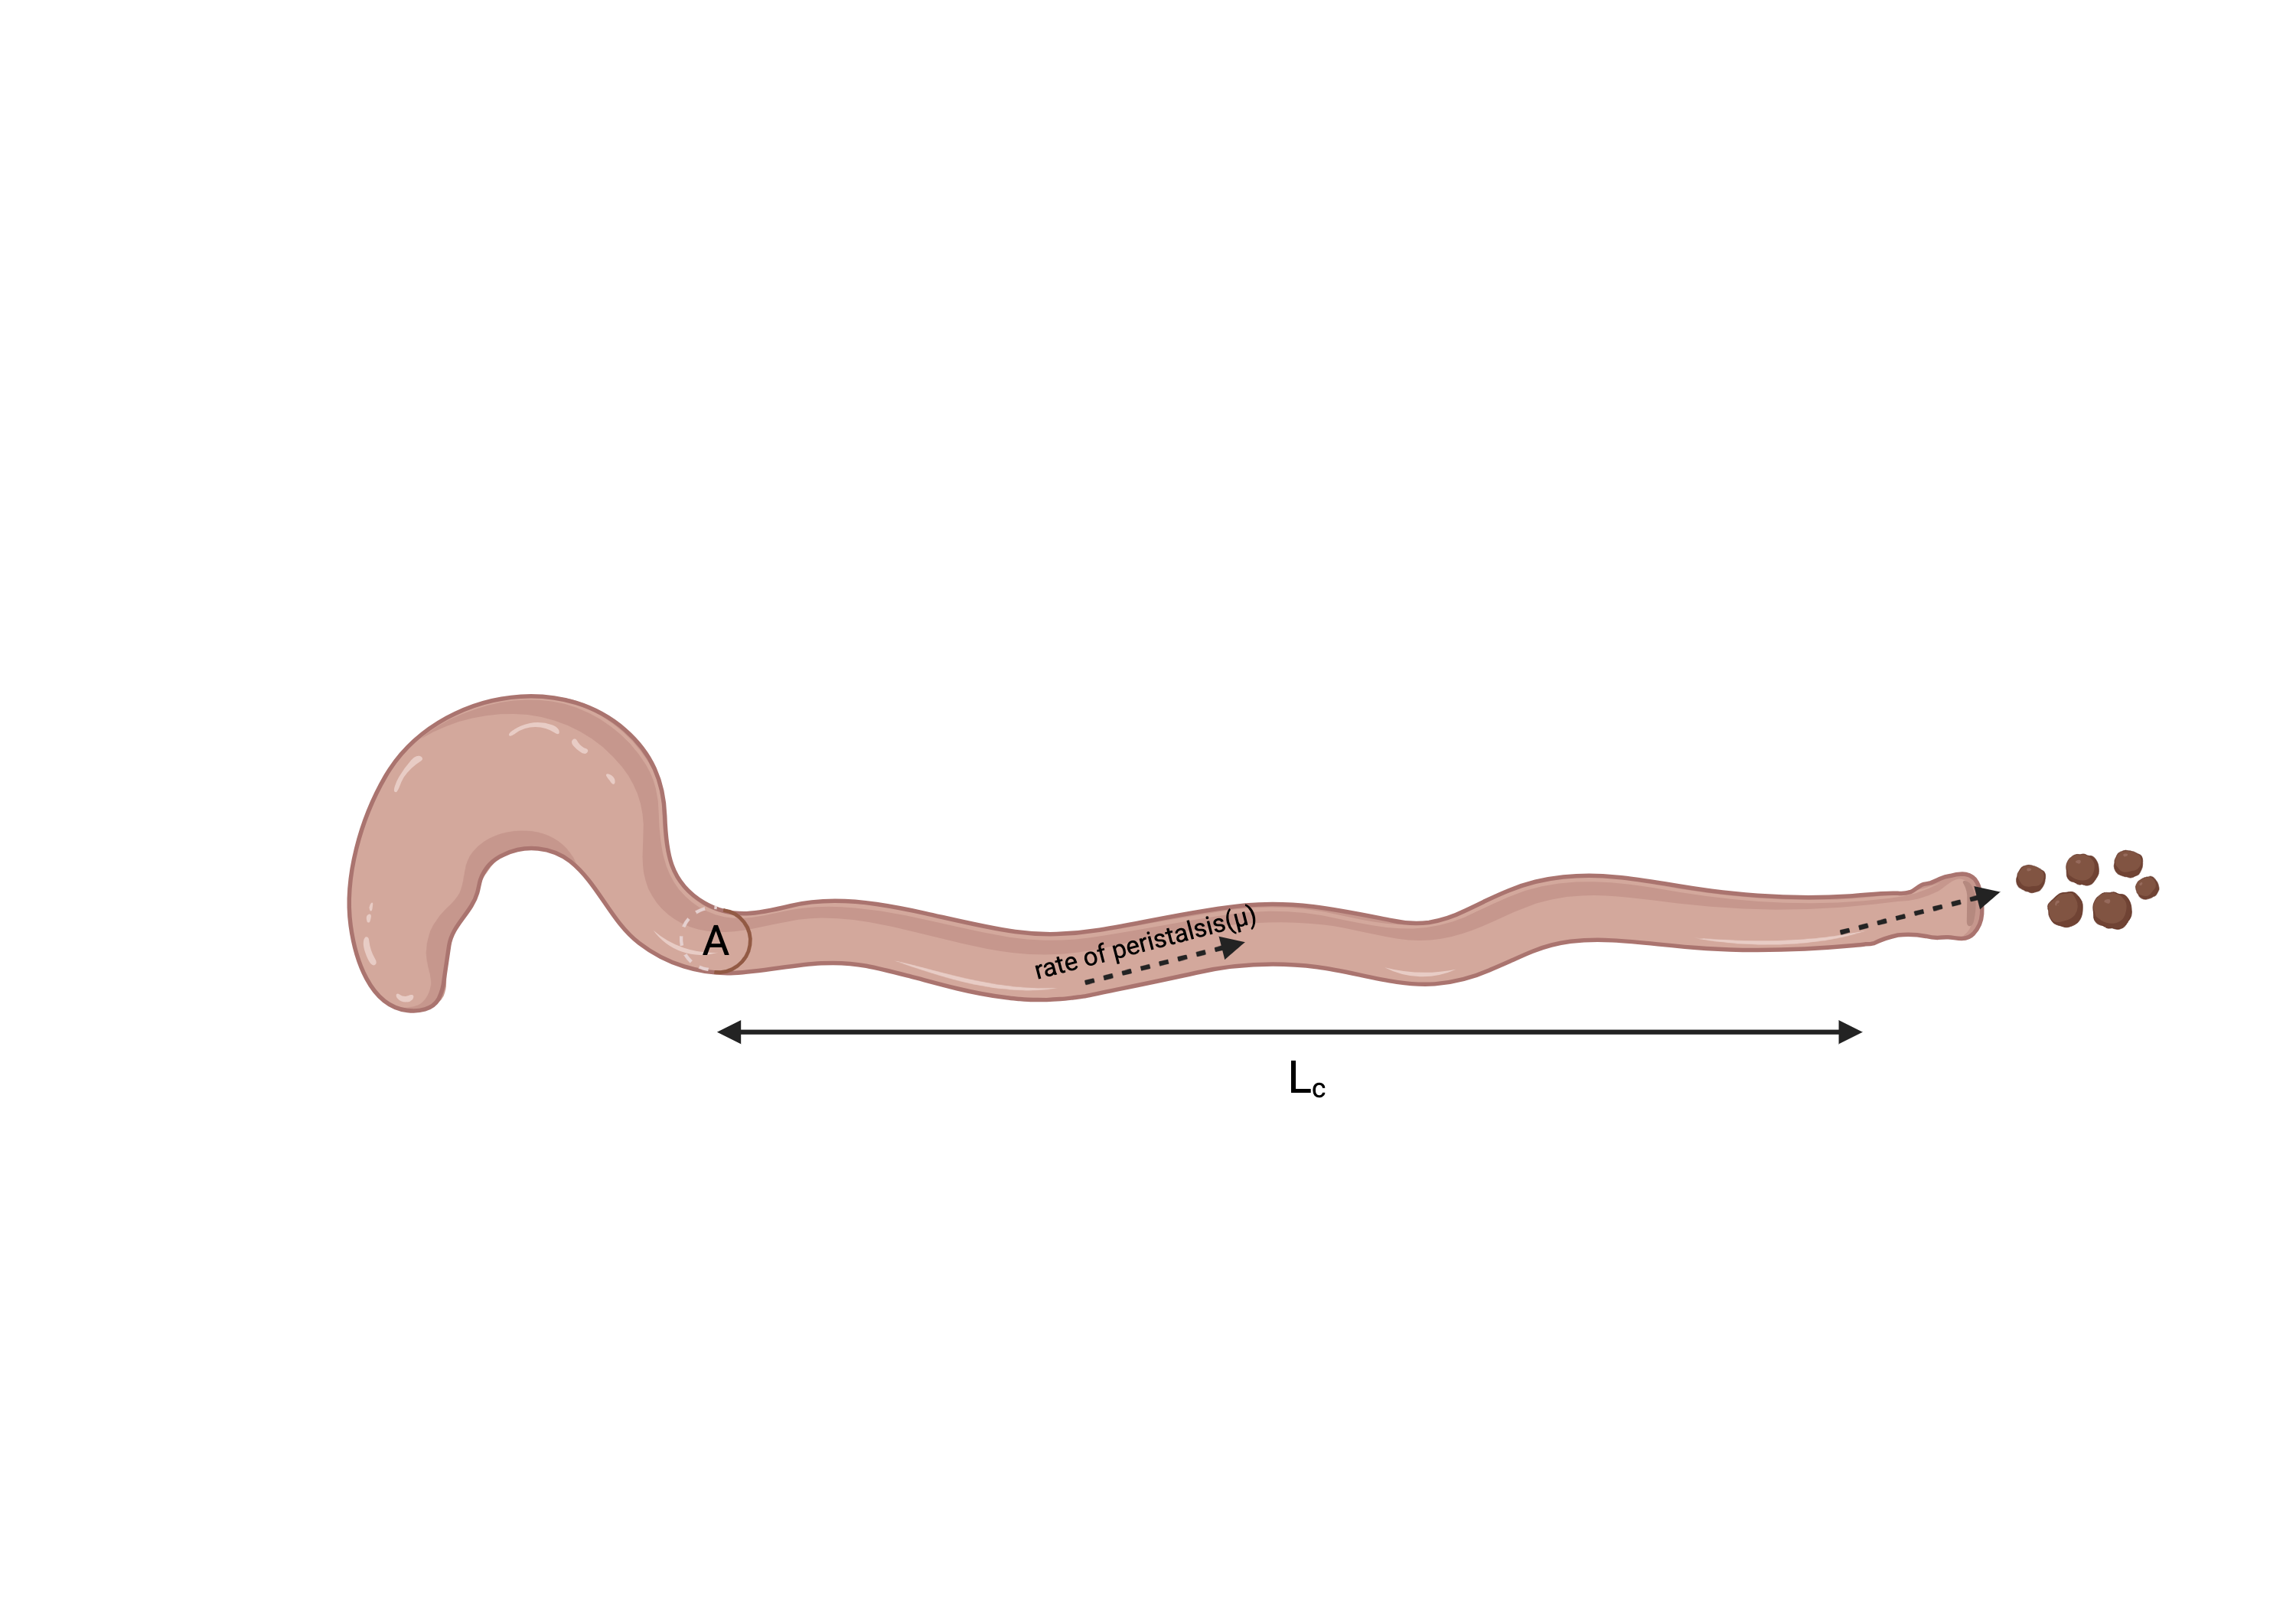 A
rate of peristalsis(μ)
Lc